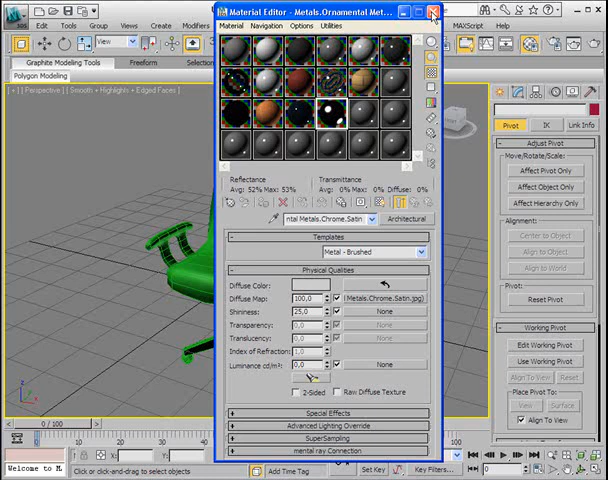 Material Editor - Metals.Ornamental Met...
Material Navigation Options Utilities
Edit Tools MAXScript Help
View
Graphite Modeling Tools Freeform
Polygon Modeling
[ + ] [ Perspective ] [ Smooth + Highlights + Edged Faces ]
Reflectance Transmittance
Avg: 52% Max: 53% Avg: 0% Max: 0% Diffuse: 0%
ntal Metals.Chrome.Satin Architectural
Templates
Metal - Brushed
Physical Qualities
Diffuse Color:
Diffuse Map: 100,0 (Metals.Chrome.Satin.jpg)
Shininess: 25,0 None
Transparency: 0,0 None
Translucency: 0,0 None
Index of Refraction: 1,0
Luminance cd/m²: 0,0 None
2-Sided Raw Diffuse Texture
Special Effects
Advanced Lighting Override
SuperSampling
mental ray Connection
Pivot IK Link Info
Adjust Pivot
Move/Rotate/Scale:
Affect Pivot Only
Affect Object Only
Affect Hierarchy Only
Alignment:
Center to Object
Align to Object
Align to World
Pivot:
Reset Pivot
Working Pivot
Edit Working Pivot
Use Working Pivot
Align To View Reset
Place Pivot To:
View Surface
Align To View
0 / 100
0
X: Y:
Set Key Key Filters... 0
Welcome to M. Click or click-and-drag to select objects Add Time Tag